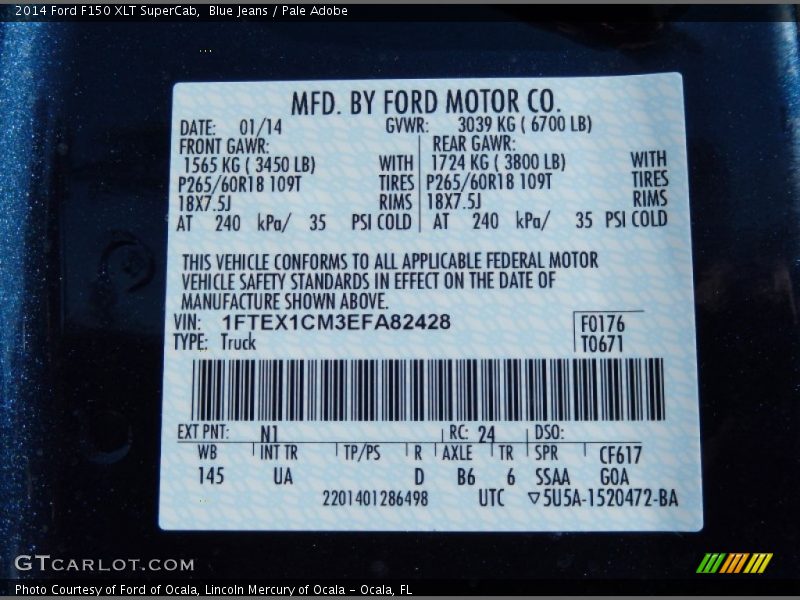 2014 Ford F150 XLT SuperCab,  Blue Jeans / Pale Adobe
MFD. BY FORD MOTOR CO.
DATE: 01/14 GVWR: 3039 KG ( 6700 LB)
FRONT GAWR: REAR GAWR:
1565 KG ( 3450 LB) WITH 1724 KG ( 3800 LB) WITH
P265/60R18 109T TIRES P265/60R18 109T TIRES
18X7.5J RIMS 18X7.5J RIMS
AT 240 kPa/ 35 PSI COLD AT 240 kPa/ 35 PSI COLD
THIS VEHICLE CONFORMS TO ALL APPLICABLE FEDERAL MOTOR
VEHICLE SAFETY STANDARDS IN EFFECT ON THE DATE OF
MANUFACTURE SHOWN ABOVE.
VIN: 1FTEX1CM3EFA82428 F0176
TYPE: Truck T0671
EXT PNT: N1 RC: 24 DSO:
WB INT TR TP/PS R AXLE TR SPR CF617
145 UA D B6 6 SSAA GOA
2201401286498 UTC ▽5U5A-1520472-BA
GTCARLOT.COM
Photo Courtesy of Ford of Ocala, Lincoln Mercury of Ocala - Ocala, FL